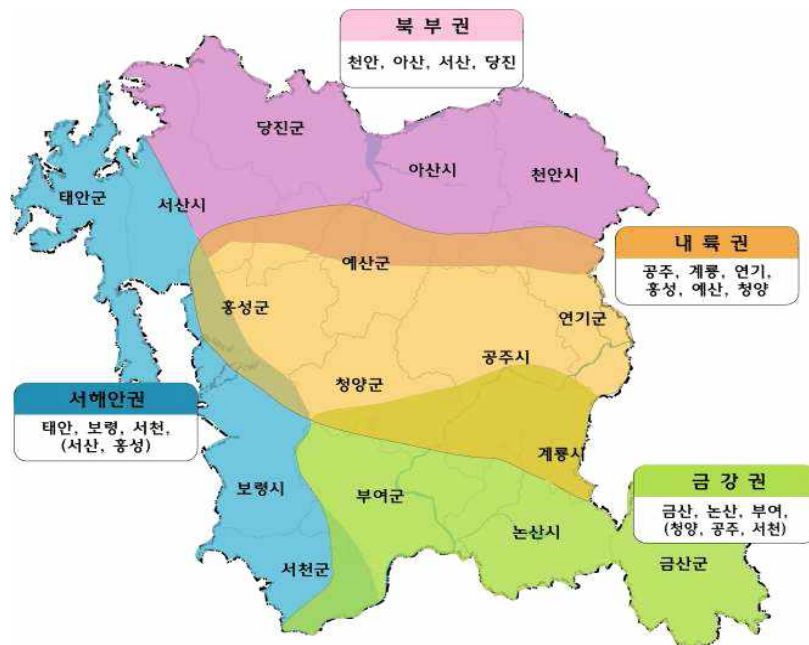 북 부 권
천안, 아산, 서산, 당진
당진군
아산시
천안시
태안군
서산시
내 륙 권
공주, 계룡, 연기,
홍성, 예산, 청양
예산군
홍성군
연기군
공주시
청양군
서해안권
태안, 보령, 서천,
(서산, 홍성)
계룡시
금 강 권
금산, 논산, 부여,
(청양, 공주, 서천)
보령시
부여군
논산시
서천군
금산군